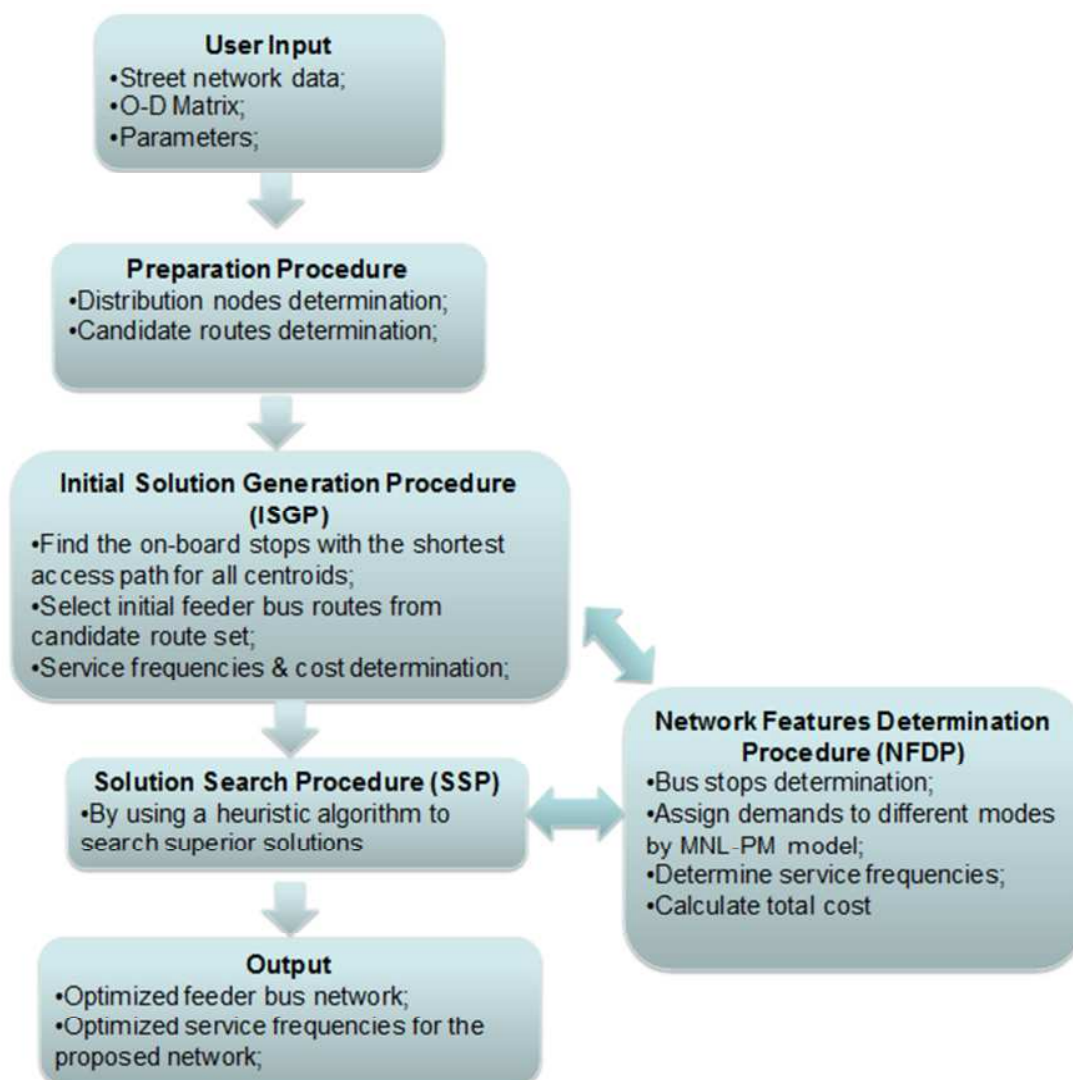 User Input
•Street network data;
•O-D Matrix;
•Parameters;
Preparation Procedure
•Distribution nodes determination;
•Candidate routes determination;
Initial Solution Generation Procedure
(ISGP)
•Find the on-board stops with the shortest
access path for all centroids;
•Select initial feeder bus routes from
candidate route set;
•Service frequencies & cost determination;
Network Features Determination
Procedure (NFDP)
•Bus stops determination;
•Assign demands to different modes
by MNL-PM model;
•Determine service frequencies;
•Calculate total cost
Solution Search Procedure (SSP)
•By using a heuristic algorithm to
search superior solutions
Output
•Optimized feeder bus network;
•Optimized service frequencies for the
proposed network;